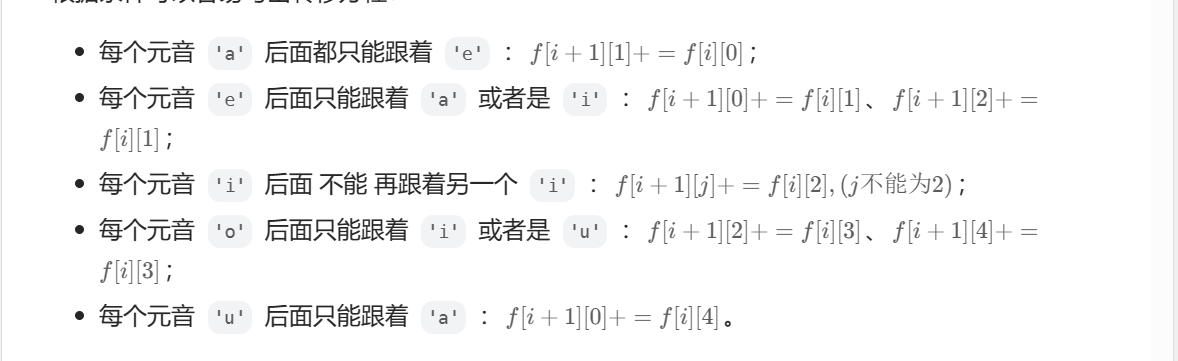 每个元音 'a' 后面都只能跟着 'e' : f[i + 1][1]+ = f[i][0];
每个元音 'e' 后面只能跟着 'a' 或者是 'i' : f[i + 1][0]+ = f[i][1]、f[i + 1][2]+ =
f[i][1];
每个元音 'i' 后面 不能 再跟着另一个 'i' : f[i + 1][j]+ = f[i][2], (j不能为2);
每个元音 'o' 后面只能跟着 'i' 或者是 'u' : f[i + 1][2]+ = f[i][3]、f[i + 1][4]+ =
f[i][3];
每个元音 'u' 后面只能跟着 'a' : f[i + 1][0]+ = f[i][4]。